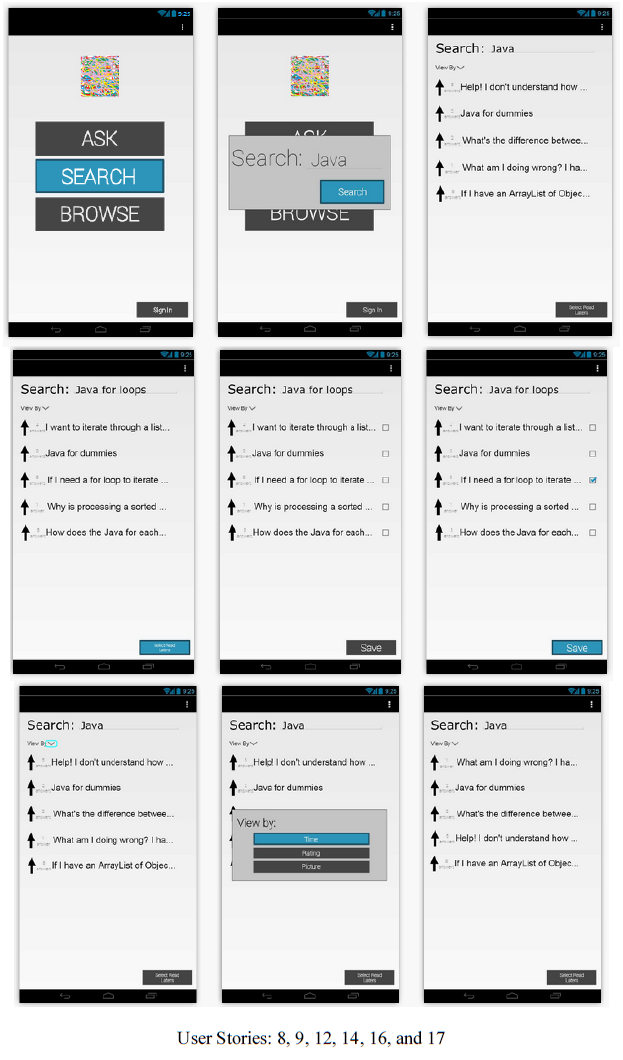 9:25
ASK
SEARCH
BROWSE
Sign In
9:25
ASK
Search: Java
Search
BROWSE
Sign In
9:25
Search: Java
View By
Help! I don't understand how ...
Java for dummies
What's the difference betwee...
What am I doing wrong? I ha...
If I have an ArrayList of Objec...
Select Read
Laters
9:25
Search: Java for loops
View By
I want to iterate through a list...
Java for dummies
If I need a for loop to iterate ...
Why is processing a sorted ...
How does the Java for each...
Select Read
Laters
9:25
Search: Java for loops
View By
I want to iterate through a list...
Java for dummies
If I need a for loop to iterate ...
Why is processing a sorted ...
How does the Java for each...
Save
9:25
Search: Java for loops
View By
I want to iterate through a list...
Java for dummies
If I need a for loop to iterate ...
Why is processing a sorted ...
How does the Java for each...
Save
9:25
Search: Java
View By
Help! I don't understand how ...
Java for dummies
What's the difference betwee...
What am I doing wrong? I ha...
If I have an ArrayList of Objec...
Select Read
Laters
9:25
Search: Java
View By
Help! I don't understand how ...
Java for dummies
View by:
Time
Rating
Picture
Select Read
Laters
9:25
Search: Java
View By
What am I doing wrong? I ha...
Java for dummies
What's the difference betwee...
Help! I don't understand how ...
If I have an ArrayList of Objec...
Select Read
Laters
User Stories: 8, 9, 12, 14, 16, and 17